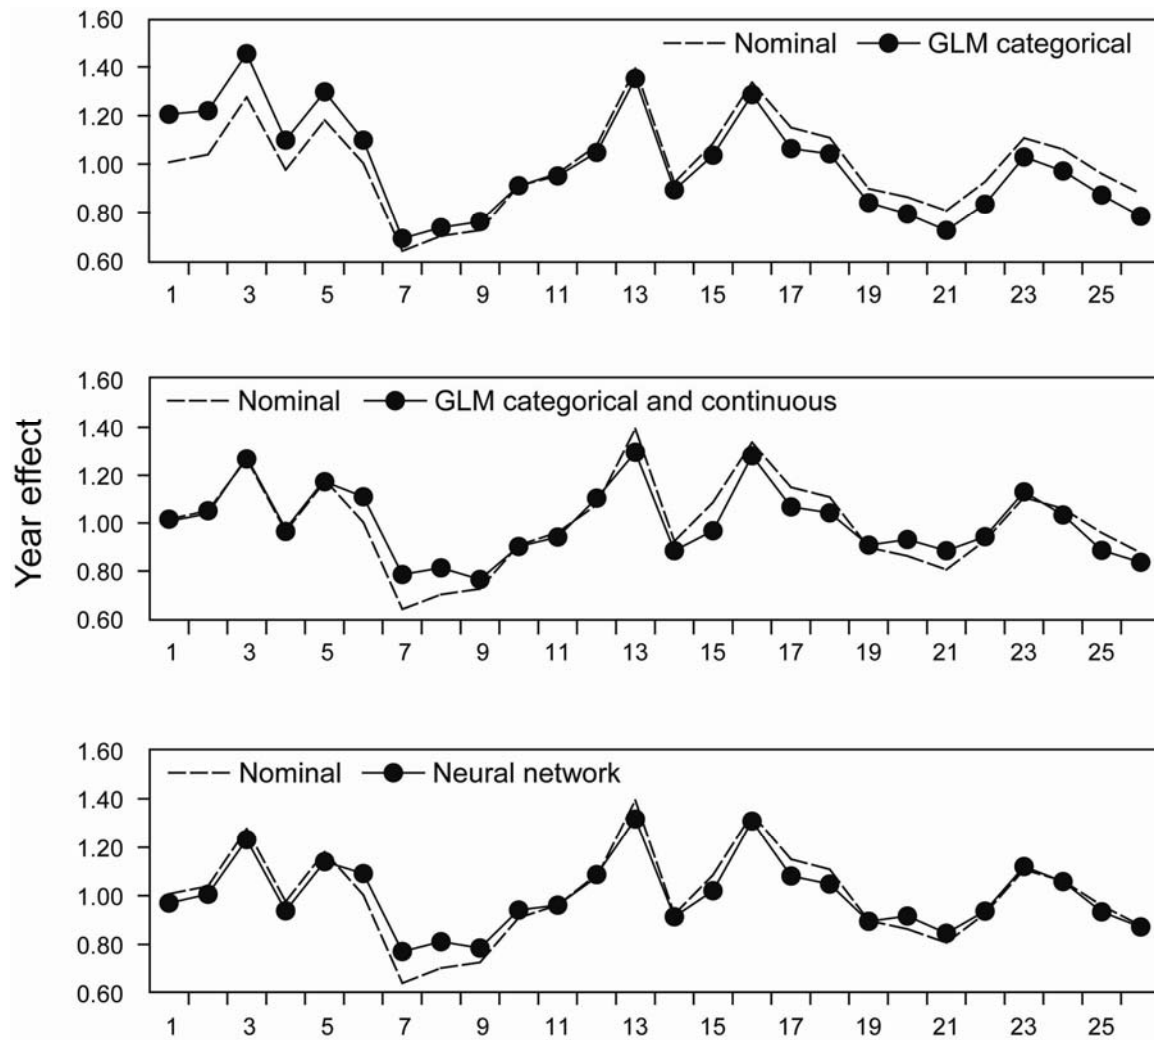 Year effect
1.60
Nominal GLM categorical
1.40
1.20
1.00
0.80
0.60
1 3 5 7 9 11 13 15 17 19 21 23 25
1.60
Nominal GLM categorical and continuous
1.40
1.20
1.00
0.80
0.60
1 3 5 7 9 11 13 15 17 19 21 23 25
1.60
Nominal Neural network
1.40
1.20
1.00
0.80
0.60
1 3 5 7 9 11 13 15 17 19 21 23 25